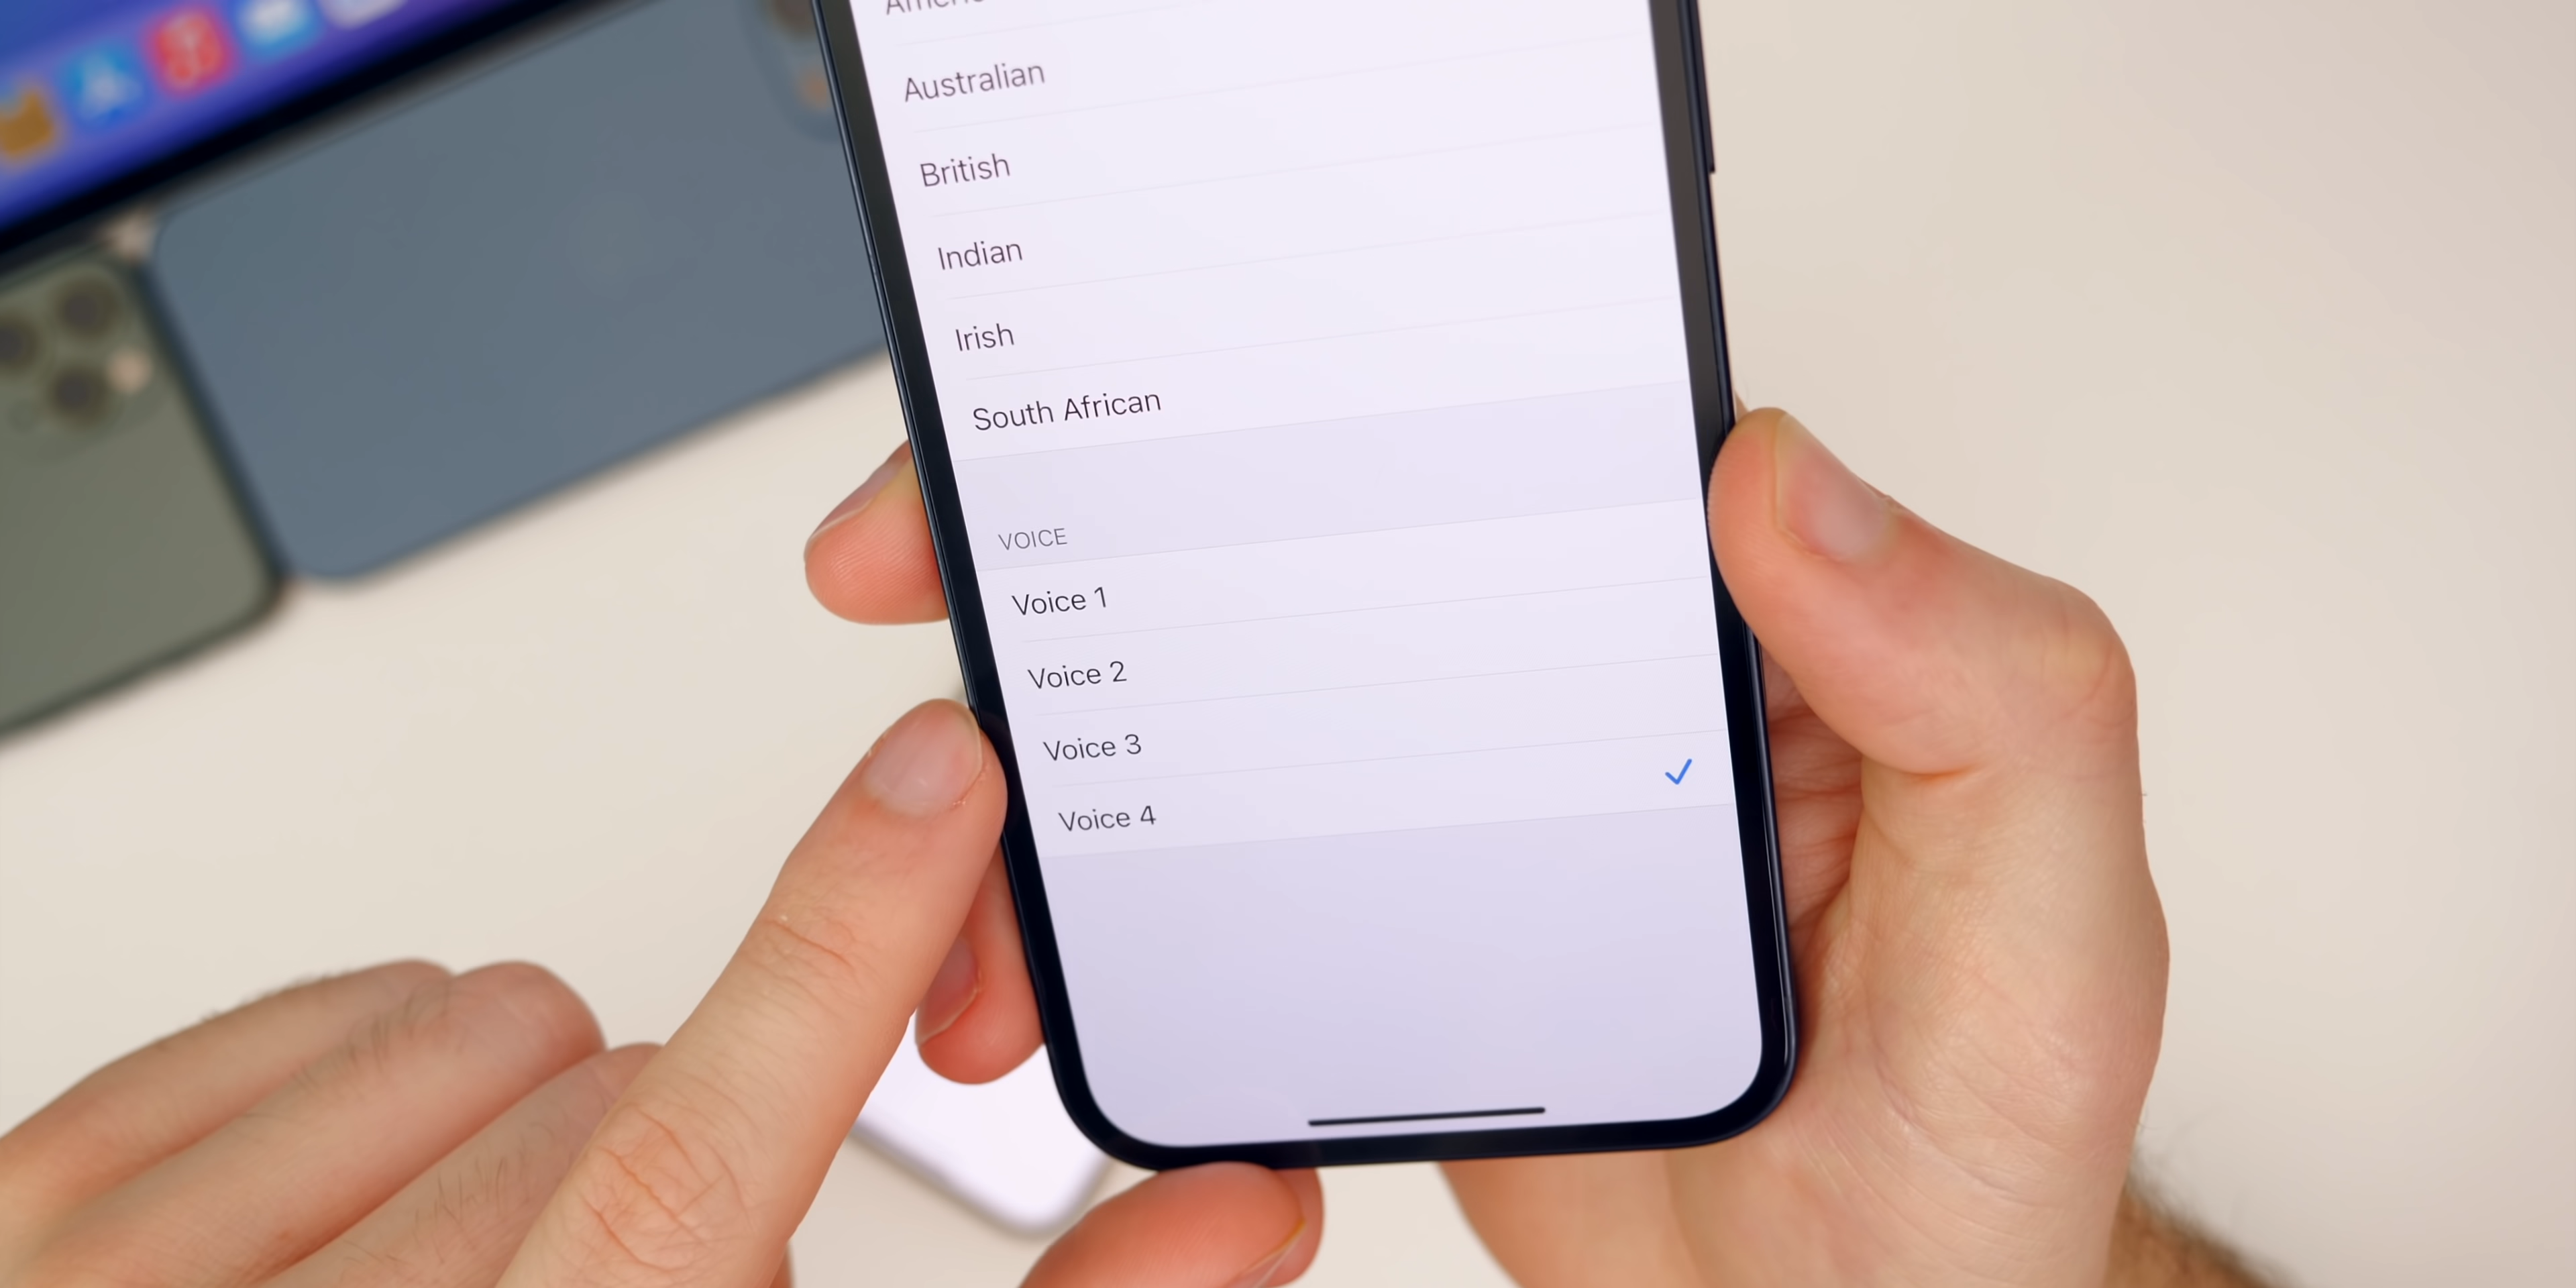 Australian
British
Indian
Irish
South African
VOICE
Voice 1
Voice 2
Voice 3
Voice 4